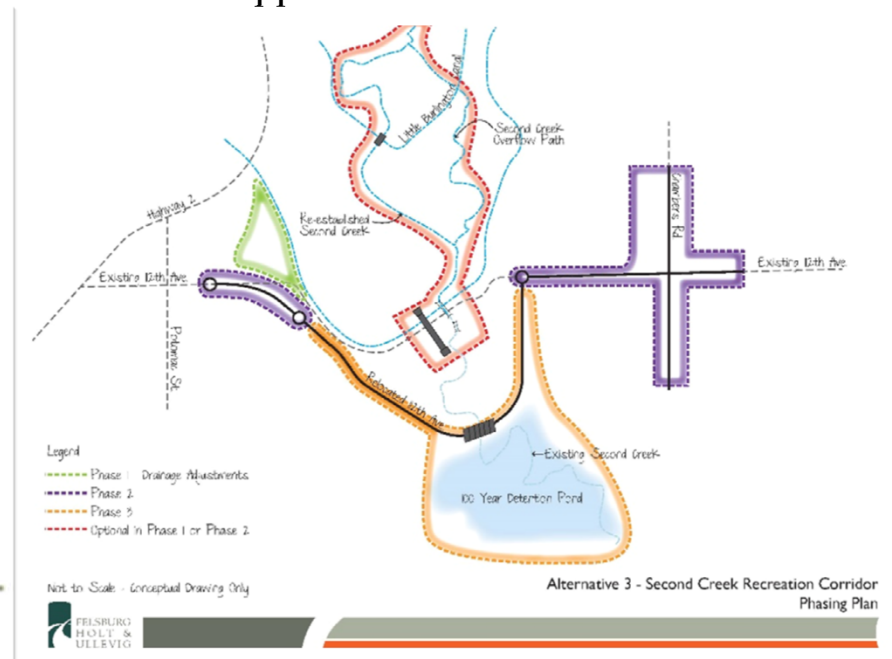 Little Burlington Canal
Second Creek
Overflow Path
Highway 2
Re-established
Second Creek
Chambers Rd
Existing 12th Ave
Existing 12th Ave
Potomac St
Relocated 12th Ave
Existing Second Creek
100 Year Detention Pond
Legend
Phase 1 Drainage Adjustments
Phase 2
Phase 3
Optional in Phase 1 or Phase 2
Not to Scale - Conceptual Drawing Only
Alternative 3 - Second Creek Recreation Corridor
Phasing Plan
FELSBURG
HOLT &
ULLEVIG